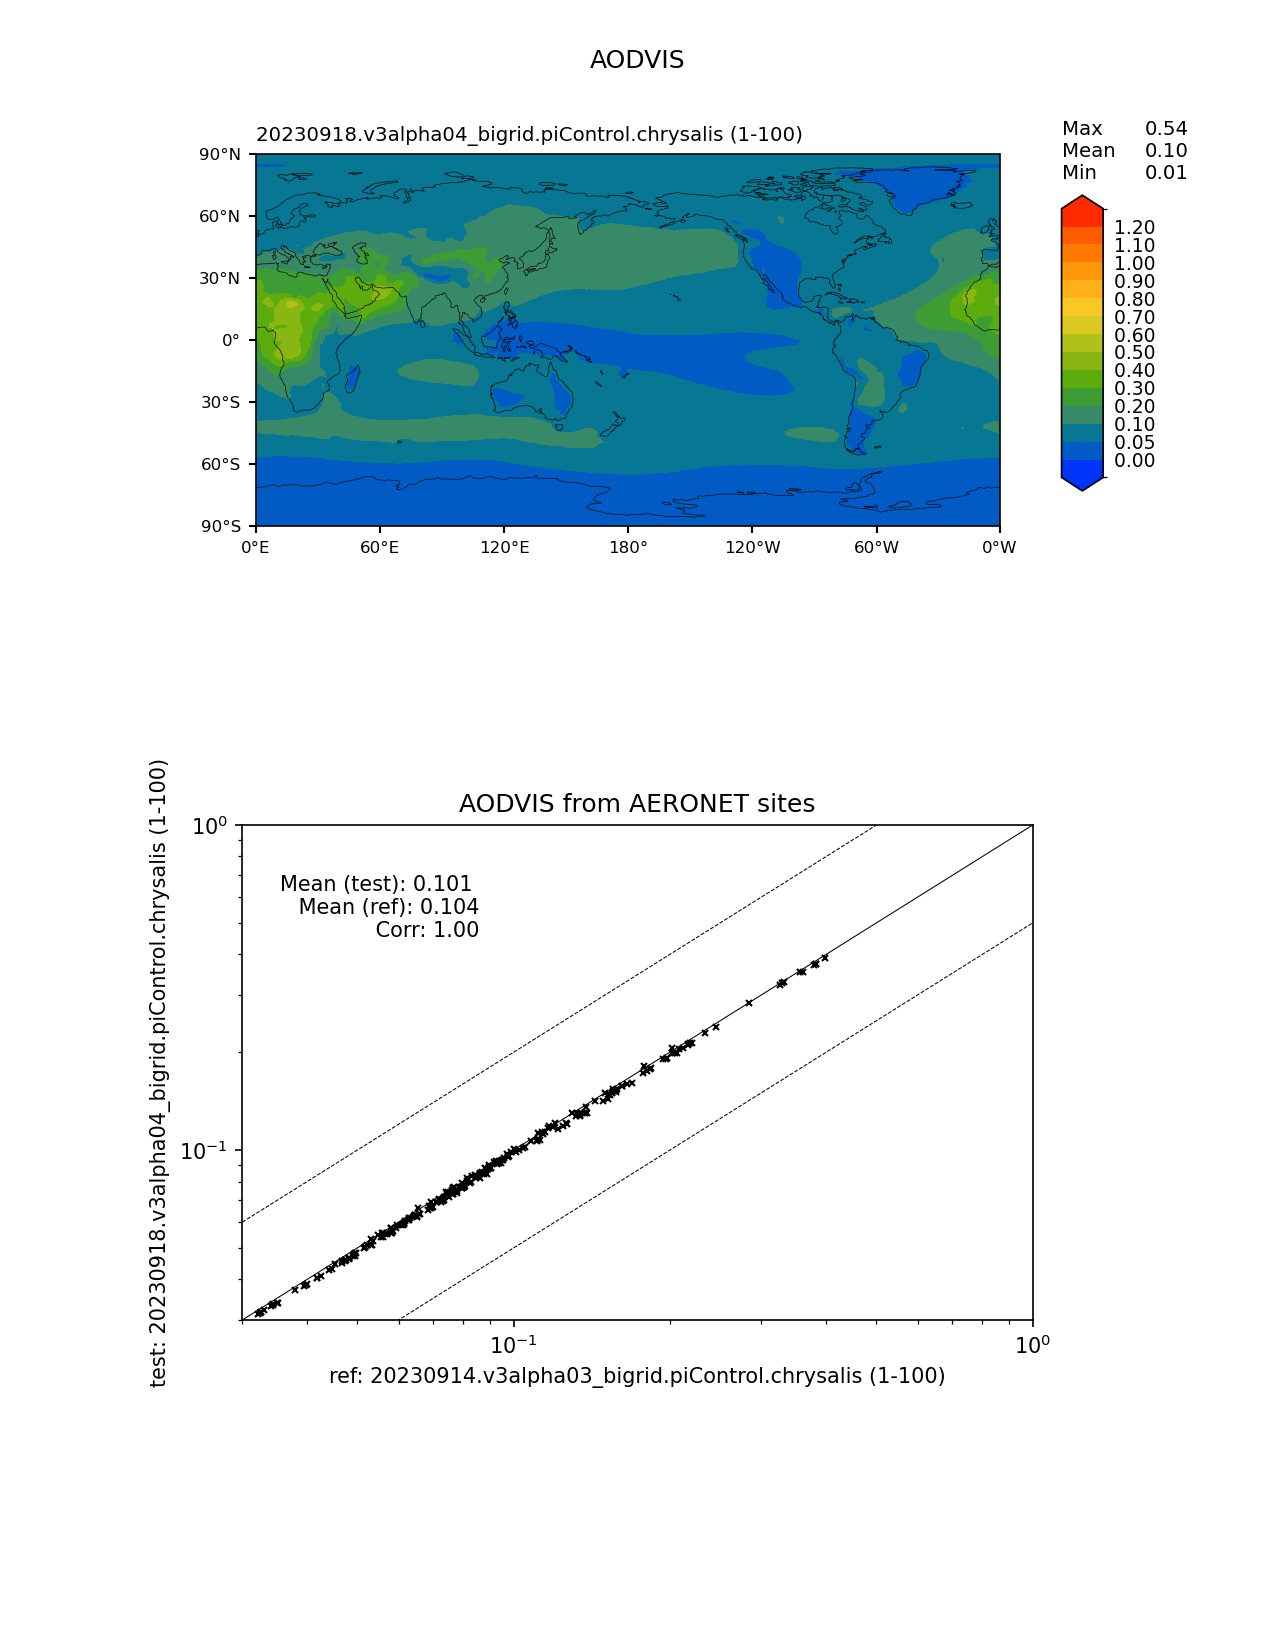 AODVIS
20230918.v3alpha04_bigrid.piControl.chrysalis (1-100)
Max 0.54
Mean 0.10
Min 0.01
90°N
60°N
30°N
0°
30°S
60°S
90°S
0°E 60°E 120°E 180° 120°W 60°W 0°W
1.20
1.10
1.00
0.90
0.80
0.70
0.60
0.50
0.40
0.30
0.20
0.10
0.05
0.00
AODVIS from AERONET sites
test: 20230918.v3alpha04_bigrid.piControl.chrysalis (1-100)
10⁰
10⁻¹
Mean (test): 0.101
Mean (ref): 0.104
Corr: 1.00
10⁻¹ 10⁰
ref: 20230914.v3alpha03_bigrid.piControl.chrysalis (1-100)